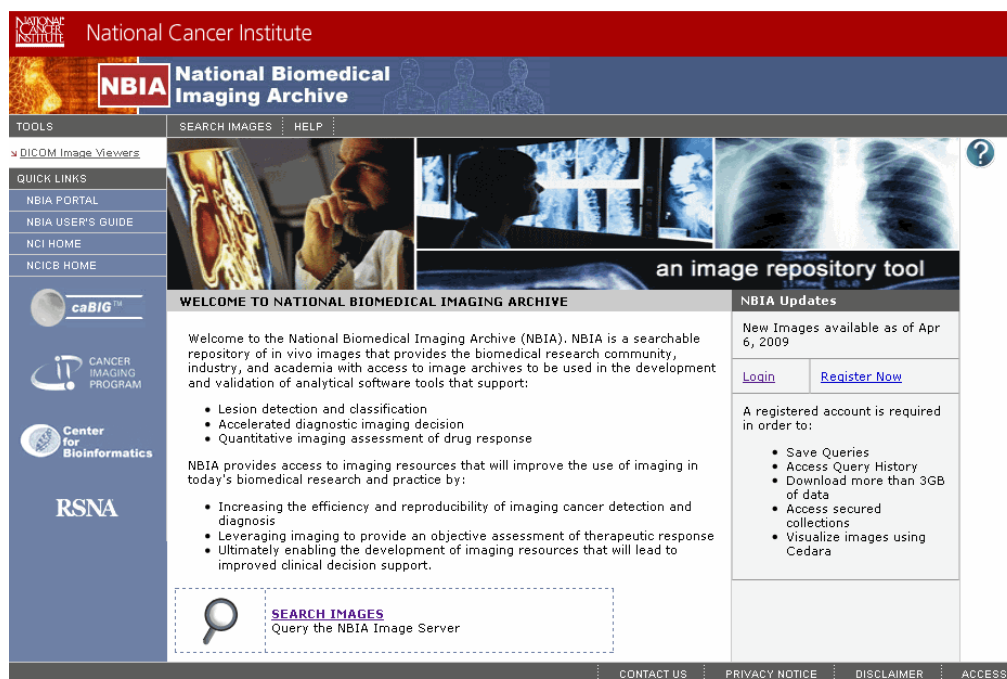 NATIONAL
CANCER
INSTITUTE
National Cancer Institute
NBIA
National Biomedical
Imaging Archive
TOOLS
SEARCH IMAGES
HELP
DICOM Image Viewers
QUICK LINKS
NBIA PORTAL
NBIA USER'S GUIDE
NCI HOME
NCICB HOME
caBIG™
CANCER
IMAGING
PROGRAM
Center
for
Bioinformatics
RSNA
an image repository tool
?
WELCOME TO NATIONAL BIOMEDICAL IMAGING ARCHIVE
Welcome to the National Biomedical Imaging Archive (NBIA). NBIA is a searchable
repository of in vivo images that provides the biomedical research community,
industry, and academia with access to image archives to be used in the development
and validation of analytical software tools that support:
• Lesion detection and classification
• Accelerated diagnostic imaging decision
• Quantitative imaging assessment of drug response
NBIA provides access to imaging resources that will improve the use of imaging in
today's biomedical research and practice by:
• Increasing the efficiency and reproducibility of imaging cancer detection and
diagnosis
• Leveraging imaging to provide an objective assessment of therapeutic response
• Ultimately enabling the development of imaging resources that will lead to
improved clinical decision support.
SEARCH IMAGES
Query the NBIA Image Server
NBIA Updates
New Images available as of Apr
6, 2009
Login
Register Now
A registered account is required
in order to:
• Save Queries
• Access Query History
• Download more than 3GB
of data
• Access secured
collections
• Visualize images using
Cedara
CONTACT US
PRIVACY NOTICE
DISCLAIMER
ACCESS